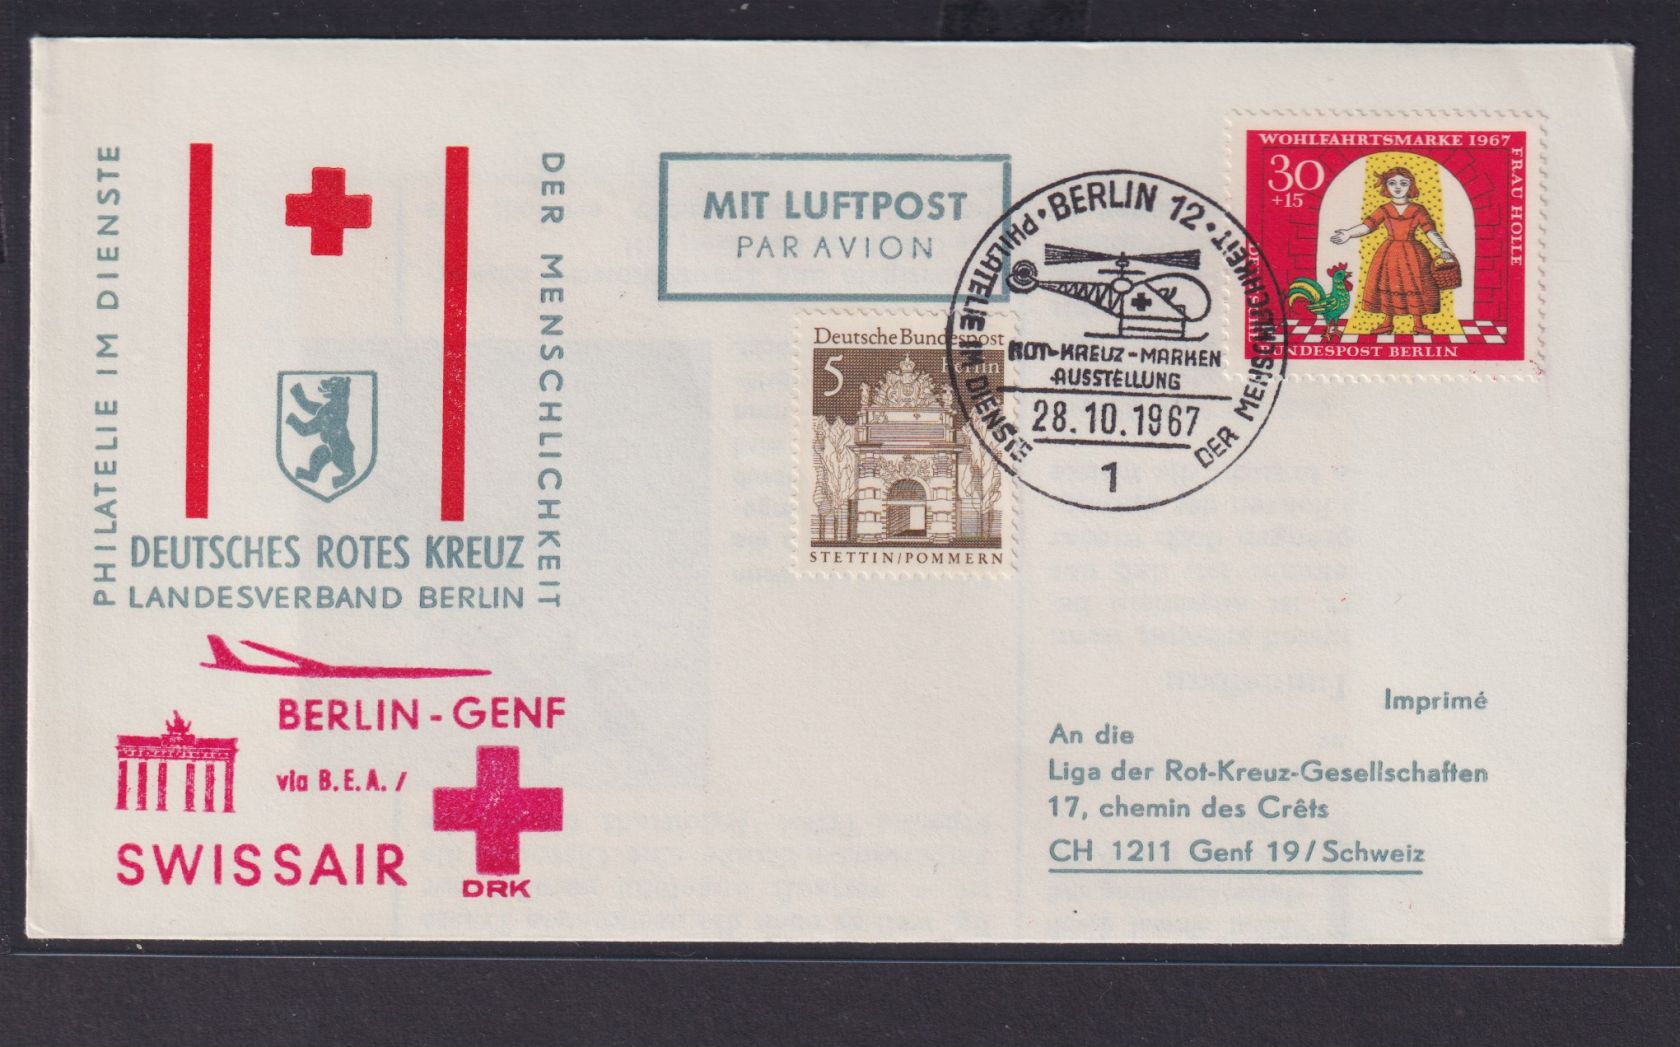 PHILATELIE IM DIENSTE
DER MENSCHLICHKEIT
DEUTSCHES ROTES KREUZ
LANDESVERBAND BERLIN
BERLIN - GENF
via B.E.A. /
SWISSAIR
DRK
MIT LUFTPOST
PAR AVION
Deutsche Bundespost
Berlin
5
STETTIN/POMMERN
• BERLIN 12 •
PHILATELIE IM DIENSTE
DER MENSCHLICHKEIT
ROT-KREUZ-MARKEN
AUSSTELLUNG
28.10.1967
1
WOHLFAHRTSMARKE 1967
FRAU HOLLE
30
+15
BUNDESPOST BERLIN
Imprimé
An die
Liga der Rot-Kreuz-Gesellschaften
17, chemin des Crêts
CH 1211 Genf 19/Schweiz